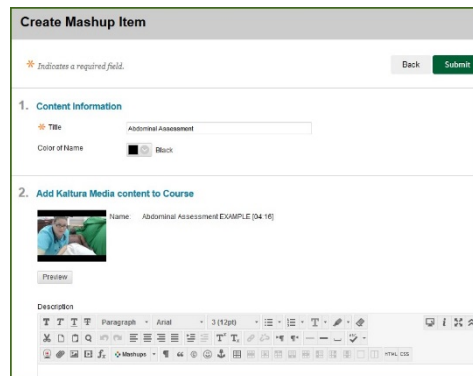 Create Mashup Item
* Indicates a required field.
Back Submit
1. Content Information
* Title Abdominal Assessment
Color of Name Black
2. Add Kaltura Media content to Course
Name: Abdominal Assessment EXAMPLE [04:16]
Preview
Description
T T T T Paragraph Arial 3 (12pt)
Mashups HTML CSS